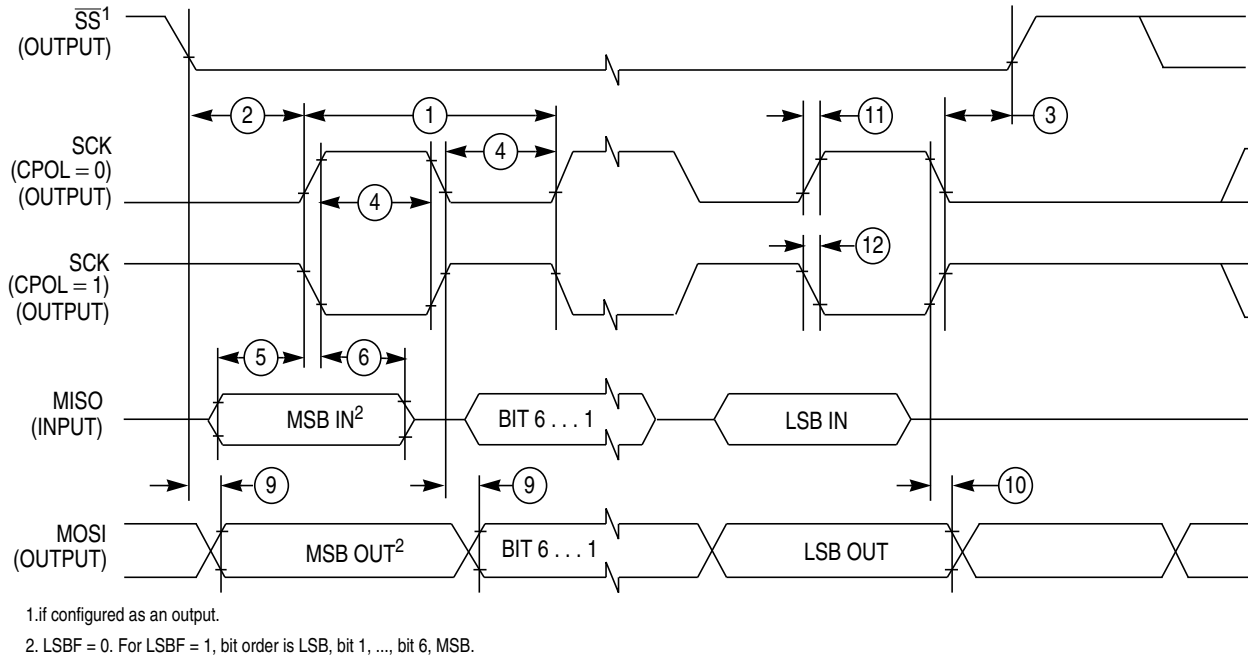 SS¹
(OUTPUT)
2
1
11
3
SCK
(CPOL = 0)
(OUTPUT)
4
4
12
SCK
(CPOL = 1)
(OUTPUT)
5
6
MISO
(INPUT)
MSB IN²
BIT 6 . . . 1
LSB IN
9
9
10
MOSI
(OUTPUT)
MSB OUT²
BIT 6 . . . 1
LSB OUT
1.if configured as an output.
2. LSBF = 0. For LSBF = 1, bit order is LSB, bit 1, ..., bit 6, MSB.